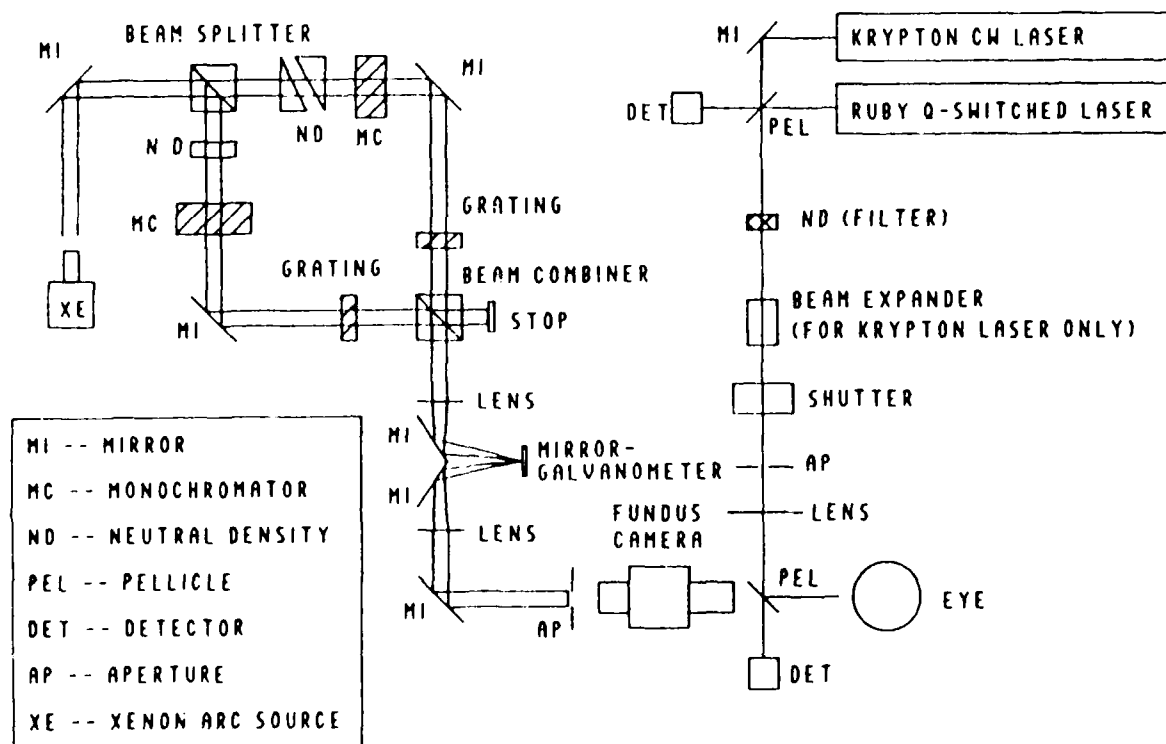 BEAM SPLITTER
MI
MI
ND
MC
ND
MC
XE
MI
GRATING
GRATING
BEAM COMBINER
STOP
LENS
MI
MIRROR-
GALVANOMETER
MI
LENS
MI
AP
FUNDUS
CAMERA
MI
KRYPTON CW LASER
DET
RUBY Q-SWITCHED LASER
PEL
ND (FILTER)
BEAM EXPANDER
(FOR KRYPTON LASER ONLY)
SHUTTER
AP
LENS
PEL
EYE
DET
MI -- MIRROR
MC -- MONOCHROMATOR
ND -- NEUTRAL DENSITY
PEL -- PELLICLE
DET -- DETECTOR
AP -- APERTURE
XE -- XENON ARC SOURCE